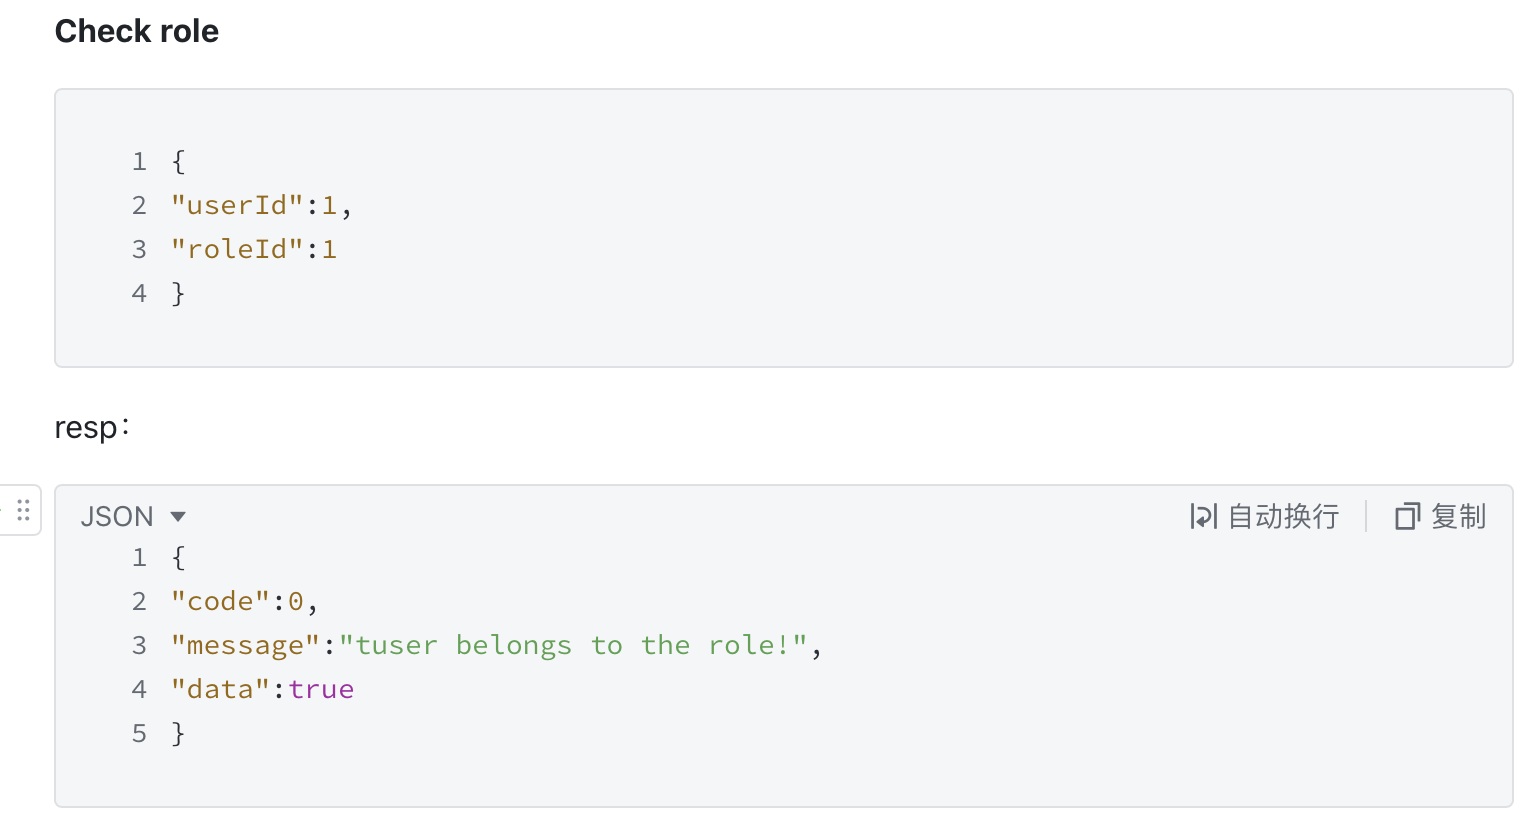 Check role
1 {
2 "userId":1,
3 "roleId":1
4 }
resp：
JSON 自动换行 复制
1 {
2 "code":0,
3 "message":"tuser belongs to the role!",
4 "data":true
5 }